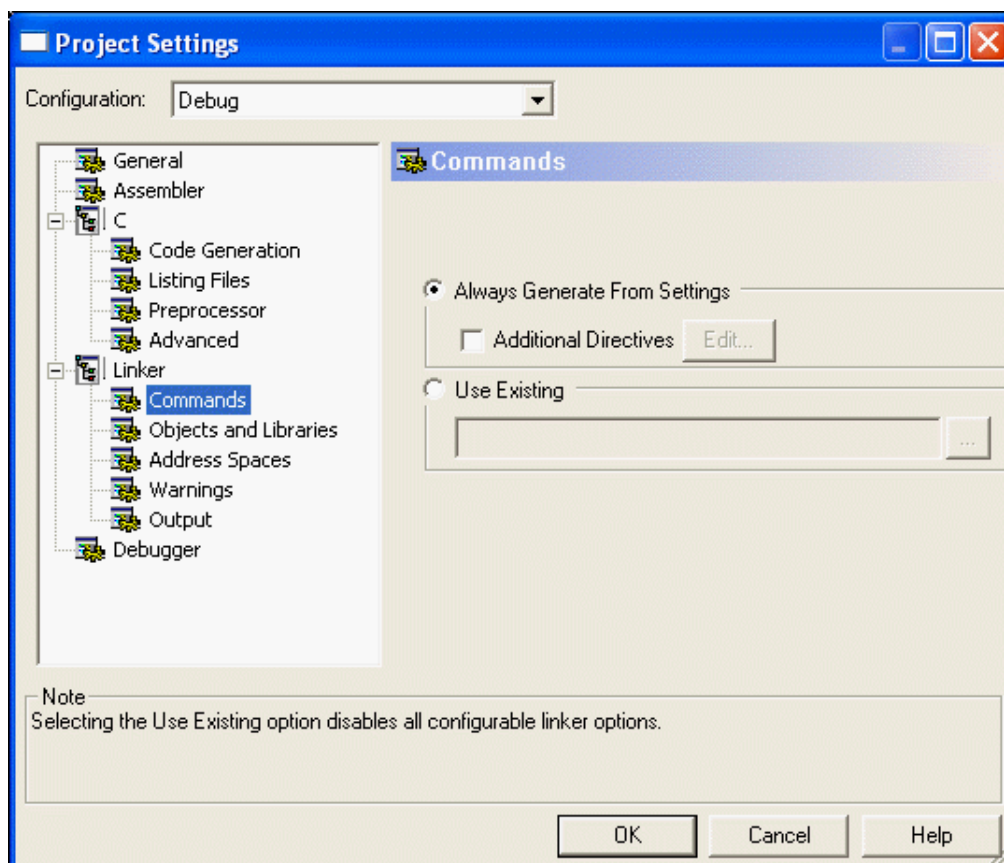 Project Settings
Configuration: Debug
General
Assembler
C
Code Generation
Listing Files
Preprocessor
Advanced
Linker
Commands
Objects and Libraries
Address Spaces
Warnings
Output
Debugger
Commands
Always Generate From Settings
Additional Directives Edit...
Use Existing
...
Note
Selecting the Use Existing option disables all configurable linker options.
OK Cancel Help